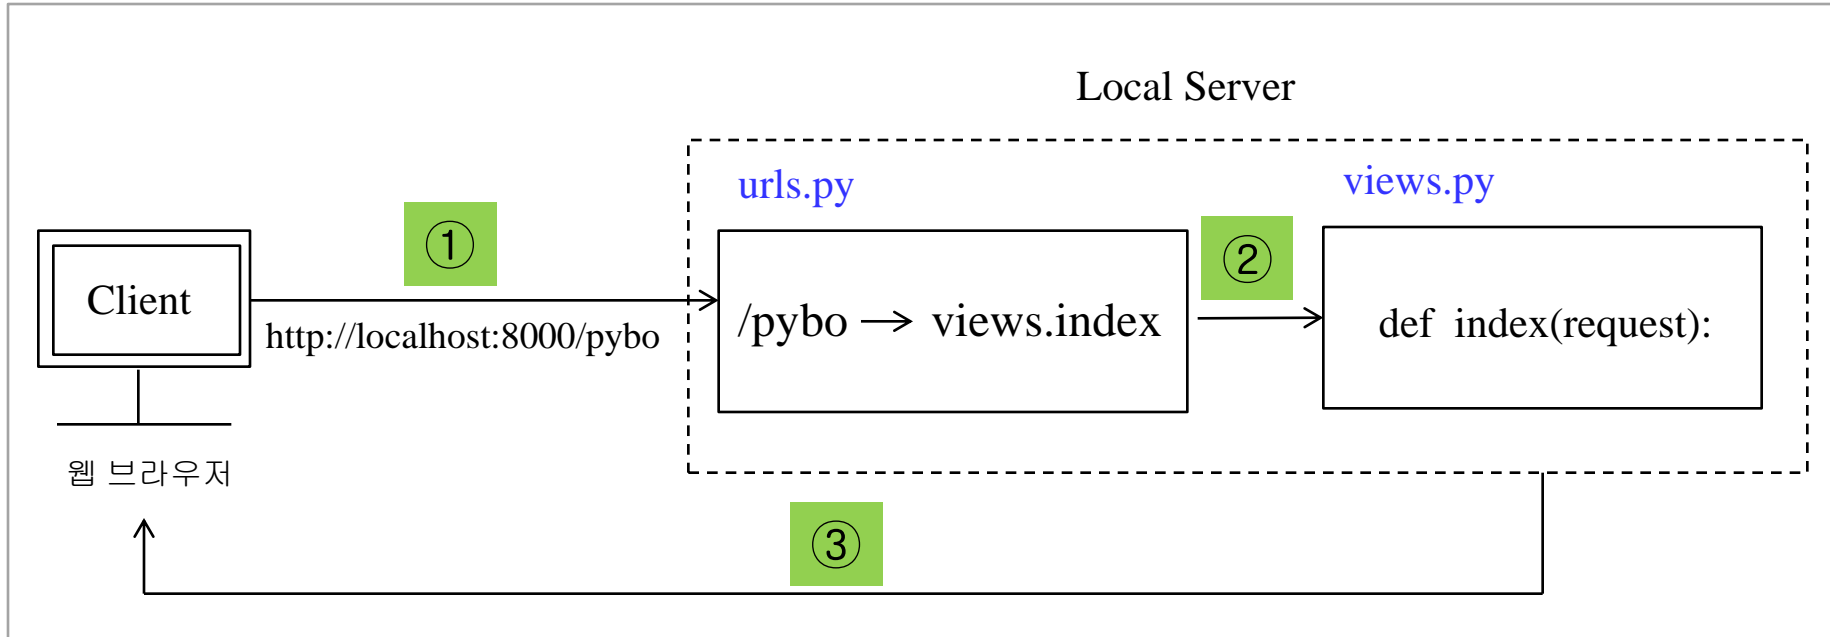 Local Server
urls.py
views.py
①
②
Client
/pybo → views.index
def index(request):
http://localhost:8000/pybo
웹 브라우저
③